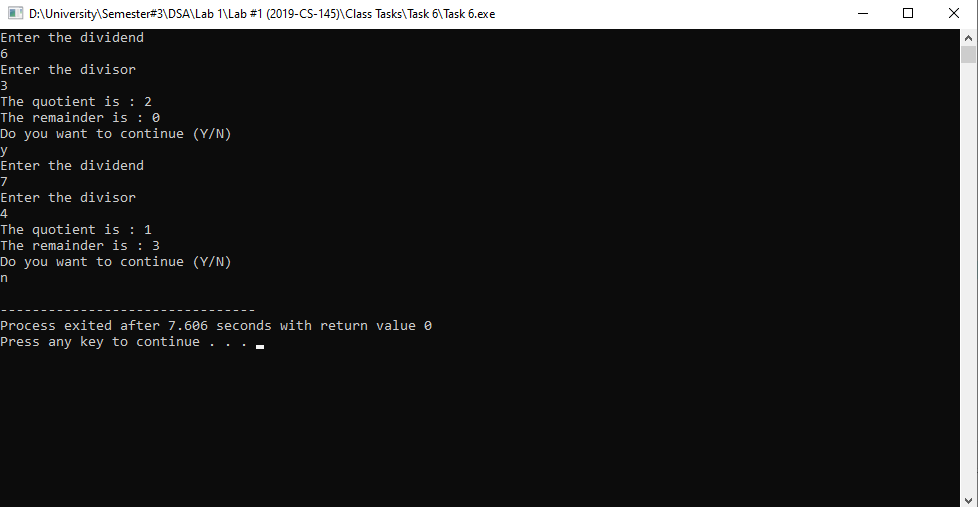 D:\University\Semester#3\DSA\Lab 1\Lab #1 (2019-CS-145)\Class Tasks\Task 6\Task 6.exe
Enter the dividend
6
Enter the divisor
3
The quotient is : 2
The remainder is : 0
Do you want to continue (Y/N)
y
Enter the dividend
7
Enter the divisor
4
The quotient is : 1
The remainder is : 3
Do you want to continue (Y/N)
n
--------------------------------
Process exited after 7.606 seconds with return value 0
Press any key to continue . . .